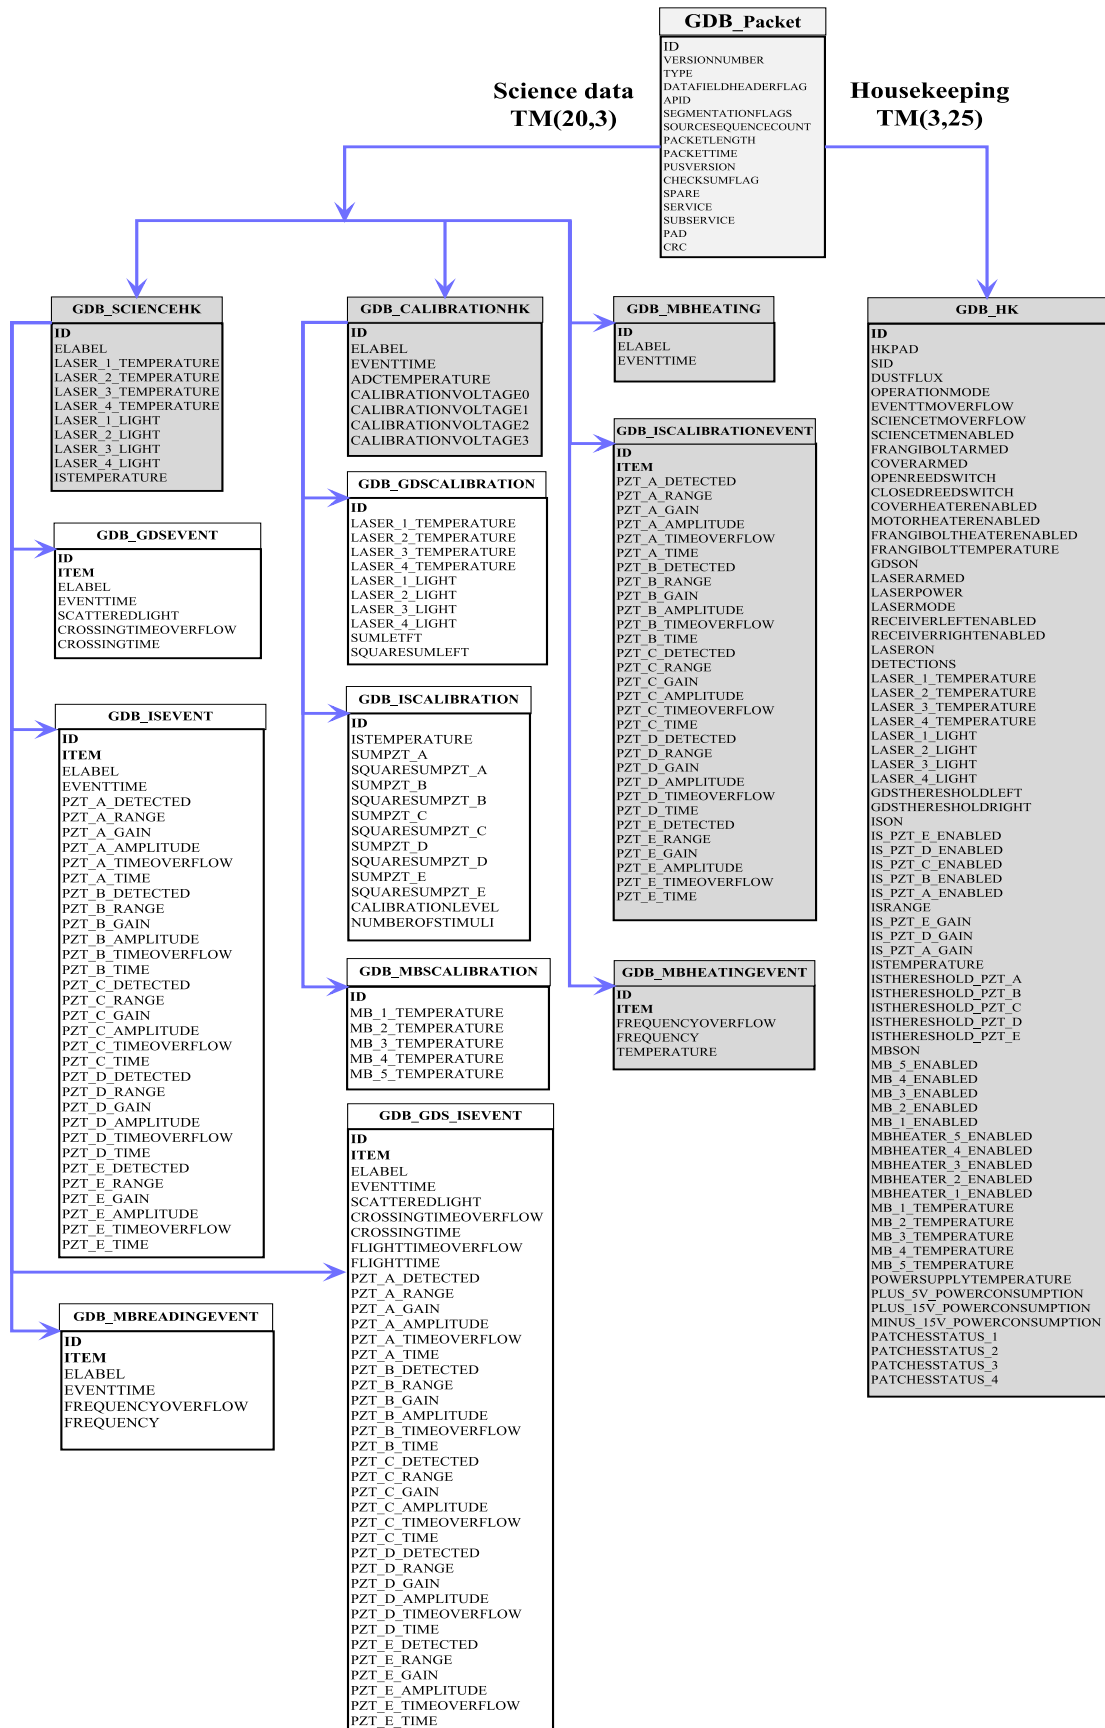 GDB_Packet
ID
VERSIONNUMBER
TYPE
DATAFIELDHEADERFLAG
APID
SEGMENTATIONFLAGS
SOURCESEQUENCECOUNT
PACKETLENGTH
PACKETTIME
PUSVERSION
CHECKSUMFLAG
SPARE
SERVICE
SUBSERVICE
PAD
CRC
Science data
TM(20,3)
Housekeeping
TM(3,25)
GDB_SCIENCEHK
ID
ELABEL
LASER_1_TEMPERATURE
LASER_2_TEMPERATURE
LASER_3_TEMPERATURE
LASER_4_TEMPERATURE
LASER_1_LIGHT
LASER_2_LIGHT
LASER_3_LIGHT
LASER_4_LIGHT
ISTEMPERATURE
GDB_GDSEVENT
ID
ITEM
ELABEL
EVENTTIME
SCATTEREDLIGHT
CROSSINGTIMEOVERFLOW
CROSSINGTIME
GDB_ISEVENT
ID
ITEM
ELABEL
EVENTTIME
PZT_A_DETECTED
PZT_A_RANGE
PZT_A_GAIN
PZT_A_AMPLITUDE
PZT_A_TIMEOVERFLOW
PZT_A_TIME
PZT_B_DETECTED
PZT_B_RANGE
PZT_B_GAIN
PZT_B_AMPLITUDE
PZT_B_TIMEOVERFLOW
PZT_B_TIME
PZT_C_DETECTED
PZT_C_RANGE
PZT_C_GAIN
PZT_C_AMPLITUDE
PZT_C_TIMEOVERFLOW
PZT_C_TIME
PZT_D_DETECTED
PZT_D_RANGE
PZT_D_GAIN
PZT_D_AMPLITUDE
PZT_D_TIMEOVERFLOW
PZT_D_TIME
PZT_E_DETECTED
PZT_E_RANGE
PZT_E_GAIN
PZT_E_AMPLITUDE
PZT_E_TIMEOVERFLOW
PZT_E_TIME
GDB_MBREADINGEVENT
ID
ITEM
ELABEL
EVENTTIME
FREQUENCYOVERFLOW
FREQUENCY
GDB_CALIBRATIONHK
ID
ELABEL
EVENTTIME
ADCTEMPERATURE
CALIBRATIONVOLTAGE0
CALIBRATIONVOLTAGE1
CALIBRATIONVOLTAGE2
CALIBRATIONVOLTAGE3
GDB_GDSCALIBRATION
ID
LASER_1_TEMPERATURE
LASER_2_TEMPERATURE
LASER_3_TEMPERATURE
LASER_4_TEMPERATURE
LASER_1_LIGHT
LASER_2_LIGHT
LASER_3_LIGHT
LASER_4_LIGHT
SUMLETFT
SQUARESUMLEFT
GDB_ISCALIBRATION
ID
ISTEMPERATURE
SUMPZT_A
SQUARESUMPZT_A
SUMPZT_B
SQUARESUMPZT_B
SUMPZT_C
SQUARESUMPZT_C
SUMPZT_D
SQUARESUMPZT_D
SUMPZT_E
SQUARESUMPZT_E
CALIBRATIONLEVEL
NUMBEROFSTIMULI
GDB_MBSCALIBRATION
ID
MB_1_TEMPERATURE
MB_2_TEMPERATURE
MB_3_TEMPERATURE
MB_4_TEMPERATURE
MB_5_TEMPERATURE
GDB_GDS_ISEVENT
ID
ITEM
ELABEL
EVENTTIME
SCATTEREDLIGHT
CROSSINGTIMEOVERFLOW
CROSSINGTIME
FLIGHTTIMEOVERFLOW
FLIGHTTIME
PZT_A_DETECTED
PZT_A_RANGE
PZT_A_GAIN
PZT_A_AMPLITUDE
PZT_A_TIMEOVERFLOW
PZT_A_TIME
PZT_B_DETECTED
PZT_B_RANGE
PZT_B_GAIN
PZT_B_AMPLITUDE
PZT_B_TIMEOVERFLOW
PZT_B_TIME
PZT_C_DETECTED
PZT_C_RANGE
PZT_C_GAIN
PZT_C_AMPLITUDE
PZT_C_TIMEOVERFLOW
PZT_C_TIME
PZT_D_DETECTED
PZT_D_RANGE
PZT_D_GAIN
PZT_D_AMPLITUDE
PZT_D_TIMEOVERFLOW
PZT_D_TIME
PZT_E_DETECTED
PZT_E_RANGE
PZT_E_GAIN
PZT_E_AMPLITUDE
PZT_E_TIMEOVERFLOW
PZT_E_TIME
GDB_MBHEATING
ID
ELABEL
EVENTTIME
GDB_ISCALIBRATIONEVENT
ID
ITEM
PZT_A_DETECTED
PZT_A_RANGE
PZT_A_GAIN
PZT_A_AMPLITUDE
PZT_A_TIMEOVERFLOW
PZT_A_TIME
PZT_B_DETECTED
PZT_B_RANGE
PZT_B_GAIN
PZT_B_AMPLITUDE
PZT_B_TIMEOVERFLOW
PZT_B_TIME
PZT_C_DETECTED
PZT_C_RANGE
PZT_C_GAIN
PZT_C_AMPLITUDE
PZT_C_TIMEOVERFLOW
PZT_C_TIME
PZT_D_DETECTED
PZT_D_RANGE
PZT_D_GAIN
PZT_D_AMPLITUDE
PZT_D_TIMEOVERFLOW
PZT_D_TIME
PZT_E_DETECTED
PZT_E_RANGE
PZT_E_GAIN
PZT_E_AMPLITUDE
PZT_E_TIMEOVERFLOW
PZT_E_TIME
GDB_MBHEATINGEVENT
ID
ITEM
FREQUENCYOVERFLOW
FREQUENCY
TEMPERATURE
GDB_HK
ID
HKPAD
SID
DUSTFLUX
OPERATIONMODE
EVENTTMOVERFLOW
SCIENCETMOVERFLOW
SCIENCETMENABLED
FRANGIBOLTARMED
COVERARMED
OPENREEDSWITCH
CLOSEDREEDSWITCH
COVERHEATERENABLED
MOTORHEATERENABLED
FRANGIBOLTHEATERENABLED
FRANGIBOLTTEMPERATURE
GDSON
LASERARMED
LASERPOWER
LASERMODE
RECEIVERLEFTENABLED
RECEIVERRIGHTENABLED
LASERON
DETECTIONS
LASER_1_TEMPERATURE
LASER_2_TEMPERATURE
LASER_3_TEMPERATURE
LASER_4_TEMPERATURE
LASER_1_LIGHT
LASER_2_LIGHT
LASER_3_LIGHT
LASER_4_LIGHT
GDSTHERESHOLDLEFT
GDSTHERESHOLDRIGHT
ISON
IS_PZT_E_ENABLED
IS_PZT_D_ENABLED
IS_PZT_C_ENABLED
IS_PZT_B_ENABLED
IS_PZT_A_ENABLED
ISRANGE
IS_PZT_E_GAIN
IS_PZT_D_GAIN
IS_PZT_A_GAIN
ISTEMPERATURE
ISTHERESHOLD_PZT_A
ISTHERESHOLD_PZT_B
ISTHERESHOLD_PZT_C
ISTHERESHOLD_PZT_D
ISTHERESHOLD_PZT_E
MBSON
MB_5_ENABLED
MB_4_ENABLED
MB_3_ENABLED
MB_2_ENABLED
MB_1_ENABLED
MBHEATER_5_ENABLED
MBHEATER_4_ENABLED
MBHEATER_3_ENABLED
MBHEATER_2_ENABLED
MBHEATER_1_ENABLED
MB_1_TEMPERATURE
MB_2_TEMPERATURE
MB_3_TEMPERATURE
MB_4_TEMPERATURE
MB_5_TEMPERATURE
POWERSUPPLYTEMPERATURE
PLUS_5V_POWERCONSUMPTION
PLUS_15V_POWERCONSUMPTION
MINUS_15V_POWERCONSUMPTION
PATCHESSTATUS_1
PATCHESSTATUS_2
PATCHESSTATUS_3
PATCHESSTATUS_4